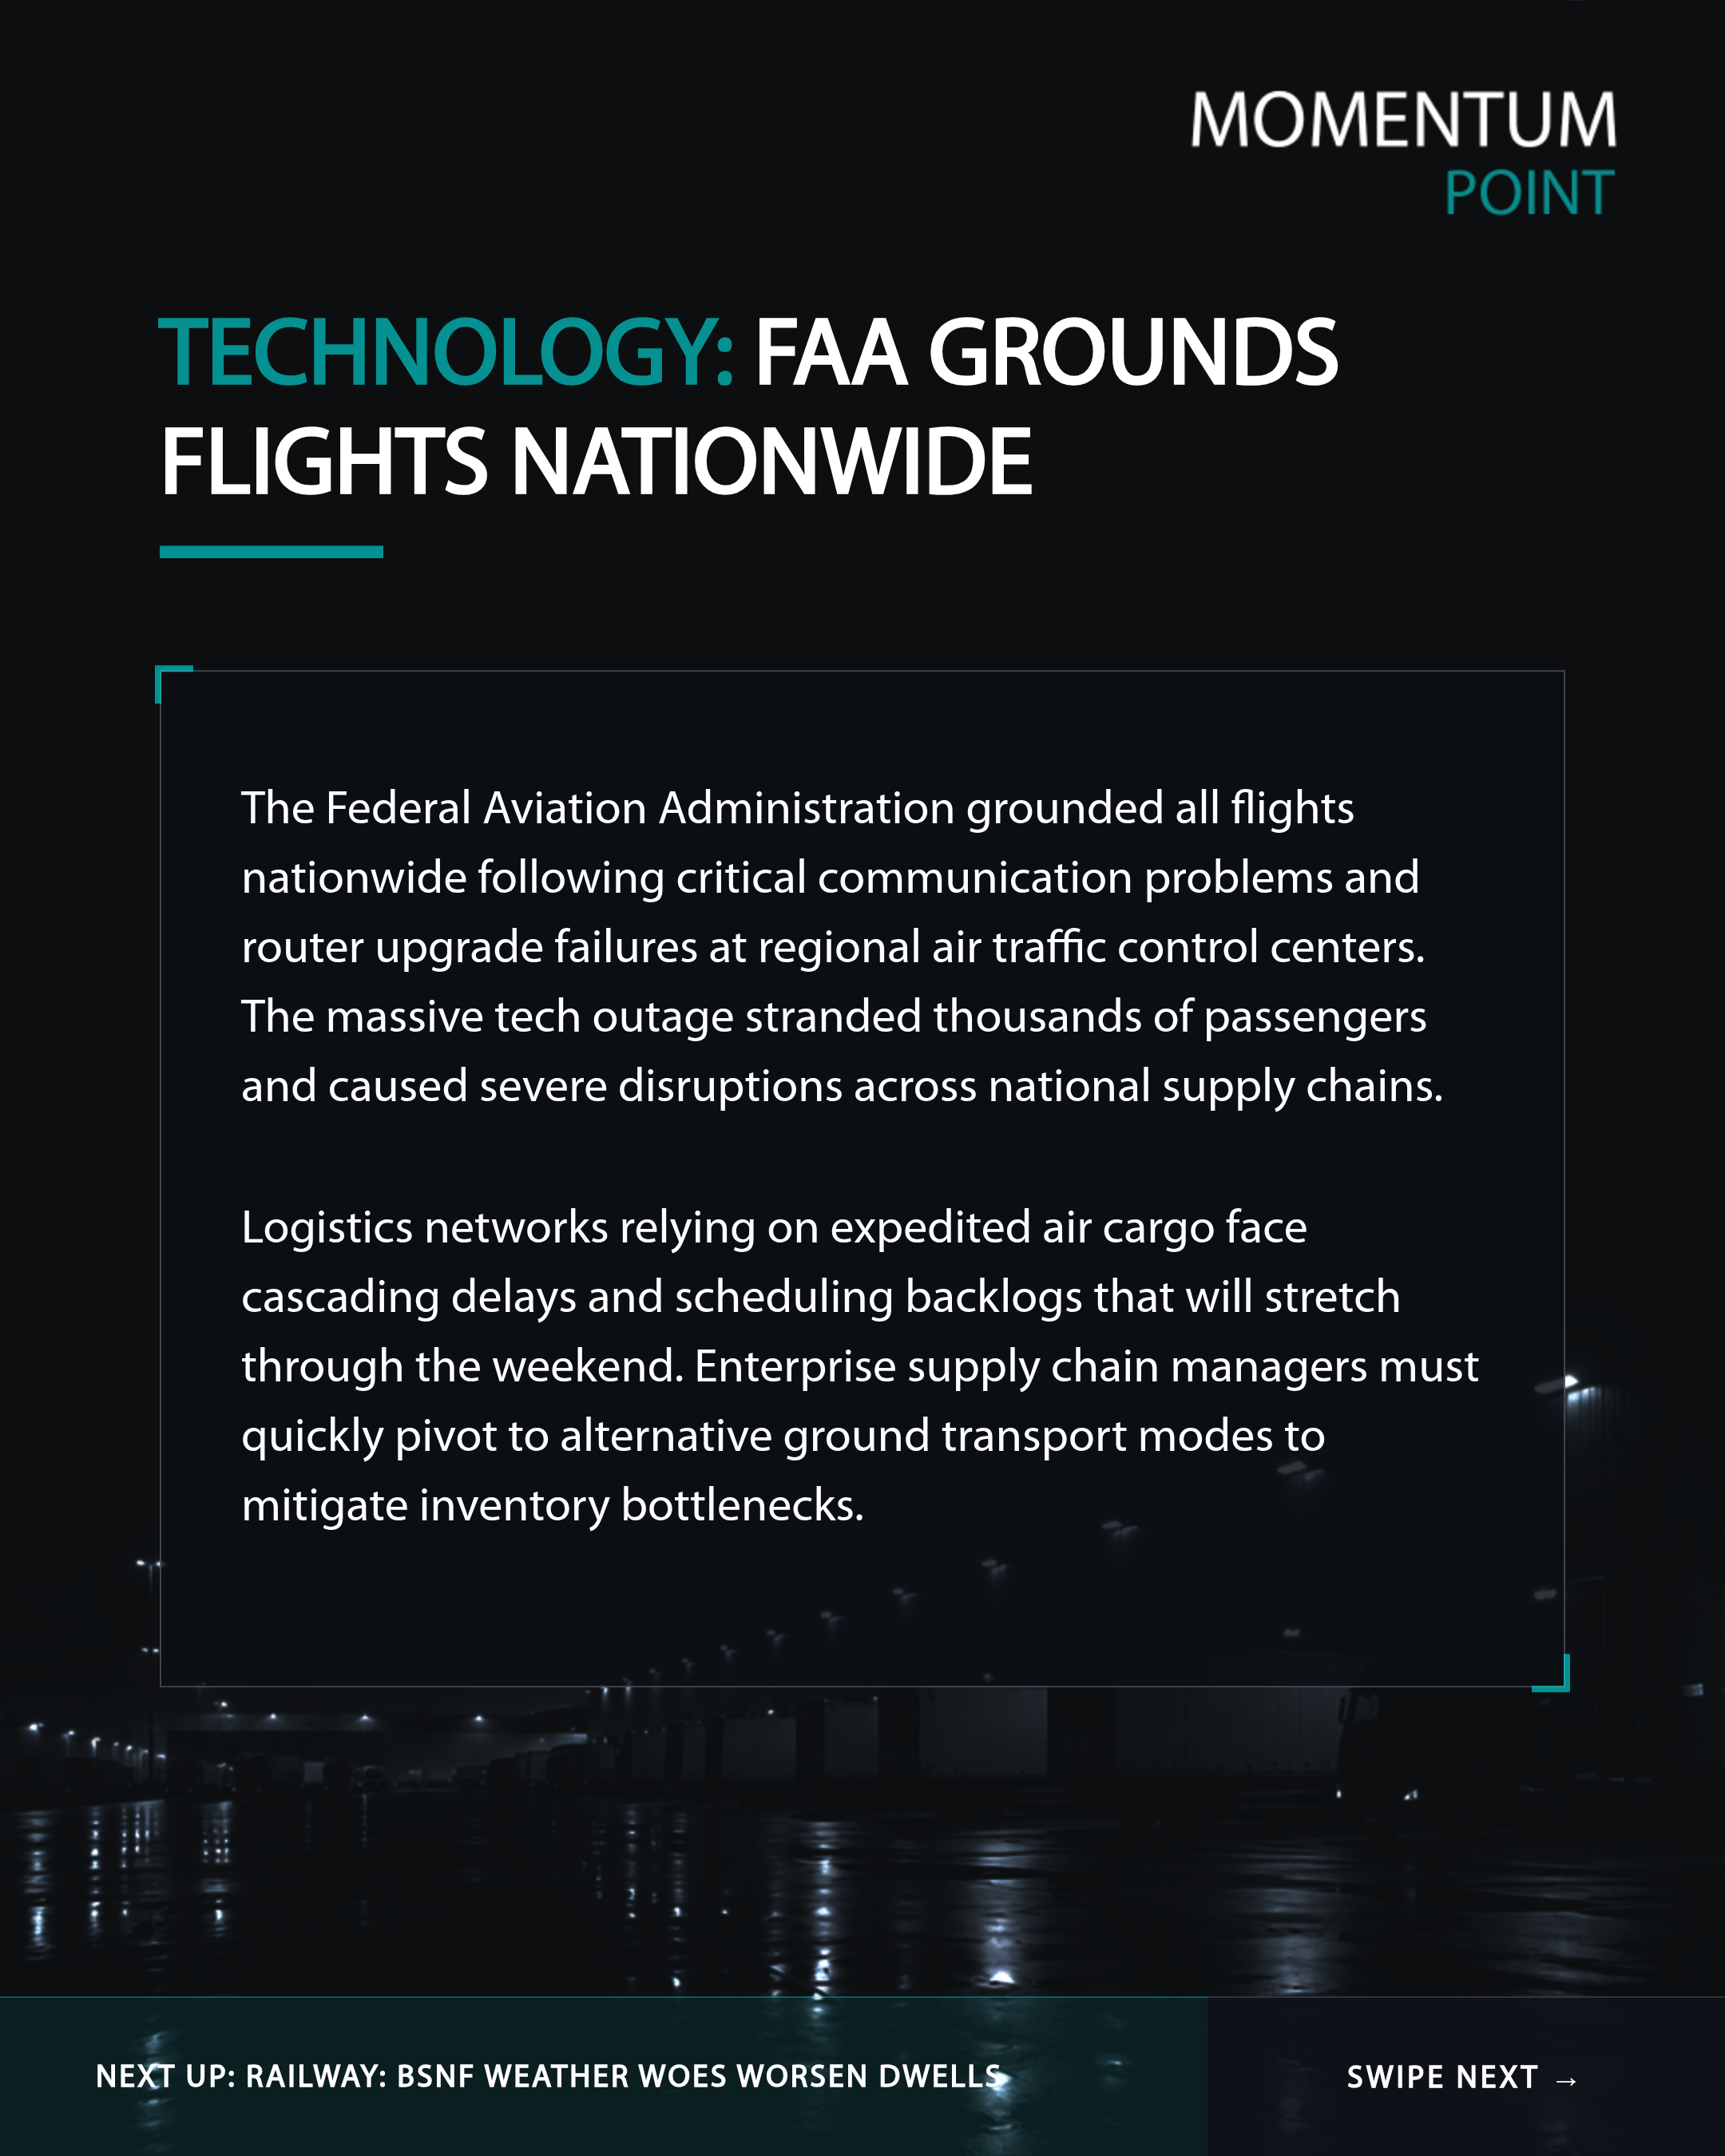 MOMENTUM
POINT
TECHNOLOGY: FAA GROUNDS
FLIGHTS NATIONWIDE
The Federal Aviation Administration grounded all flights
nationwide following critical communication problems and
router upgrade failures at regional air traffic control centers.
The massive tech outage stranded thousands of passengers
and caused severe disruptions across national supply chains.
Logistics networks relying on expedited air cargo face
cascading delays and scheduling backlogs that will stretch
through the weekend. Enterprise supply chain managers must
quickly pivot to alternative ground transport modes to
mitigate inventory bottlenecks.
NEXT UP: RAILWAY: BSNF WEATHER WOES WORSEN DWELLS
SWIPE NEXT →